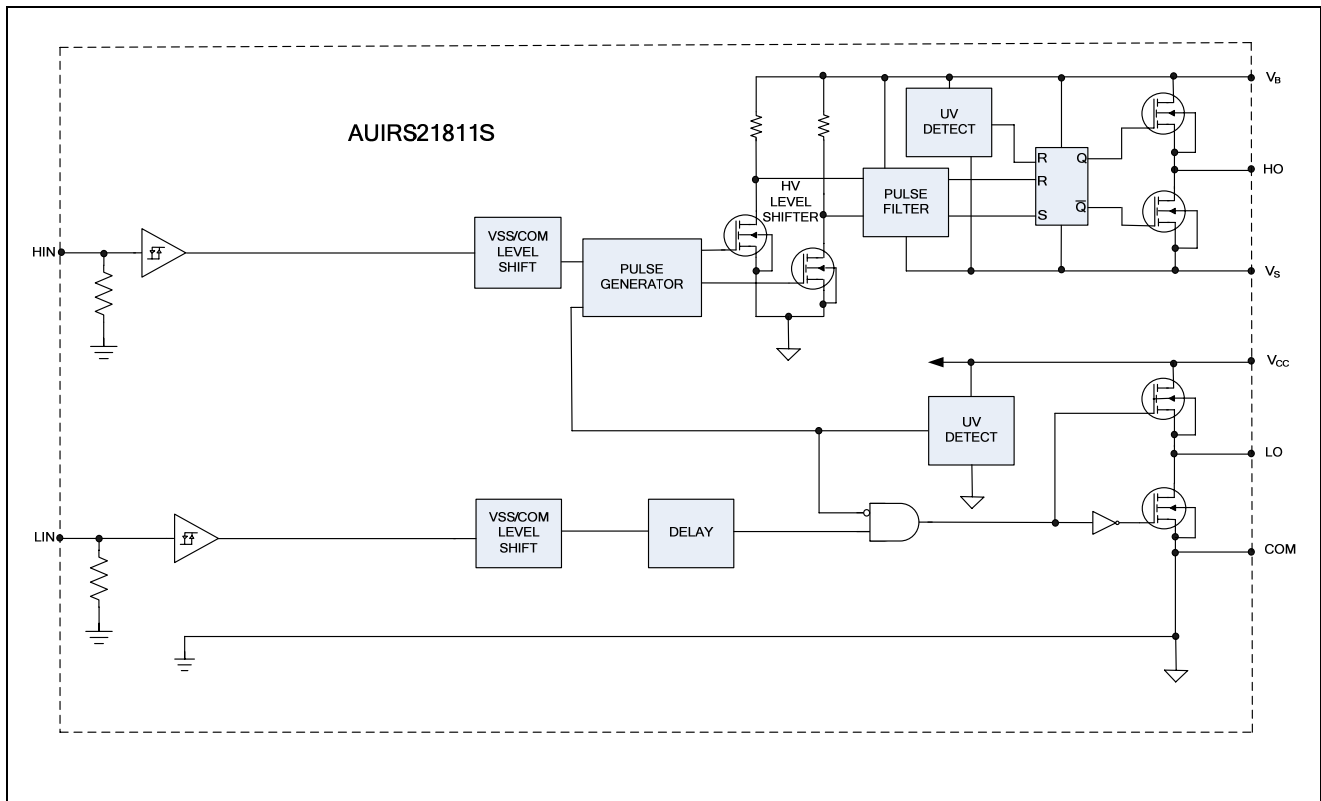 AUIRS21811S
VB
UV
DETECT
R
Q
R
HO
HV
LEVEL
SHIFTER
PULSE
FILTER
S
Q̅
HIN
VSS/COM
LEVEL
SHIFT
PULSE
GENERATOR
VS
VCC
UV
DETECT
LO
LIN
VSS/COM
LEVEL
SHIFT
DELAY
COM